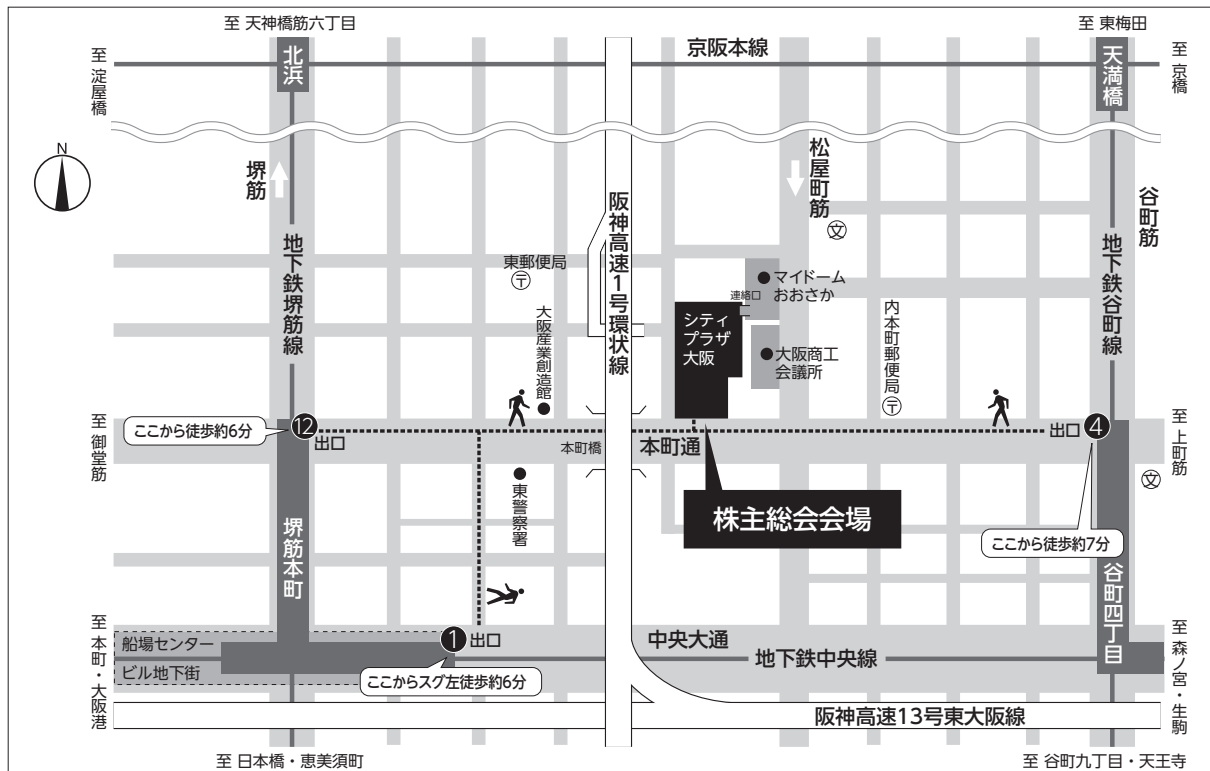 至 天神橋筋六丁目
至 東梅田
至 淀屋橋
北浜
京阪本線
天満橋
至 京橋
N
堺筋
松屋町筋
谷町筋
文
地下鉄堺筋線
阪神高速1号環状線
地下鉄谷町線
東郵便局
〒
マイドーム
おおさか
連絡口
大阪産業創造館
シティ
プラザ
大阪
大阪商工
会議所
内本町郵便局
〒
至 御堂筋
ここから徒歩約6分
12
出口
本町橋
本町通
出口
4
至 上町筋
文
東警察署
株主総会会場
ここから徒歩約7分
堺筋本町
谷町四丁目
至 本町・大阪港
船場センター
ビル地下街
1
出口
ここからスグ左徒歩約6分
中央大通
地下鉄中央線
至 森ノ宮・生駒
阪神高速13号東大阪線
至 日本橋・恵美須町
至 谷町九丁目・天王寺